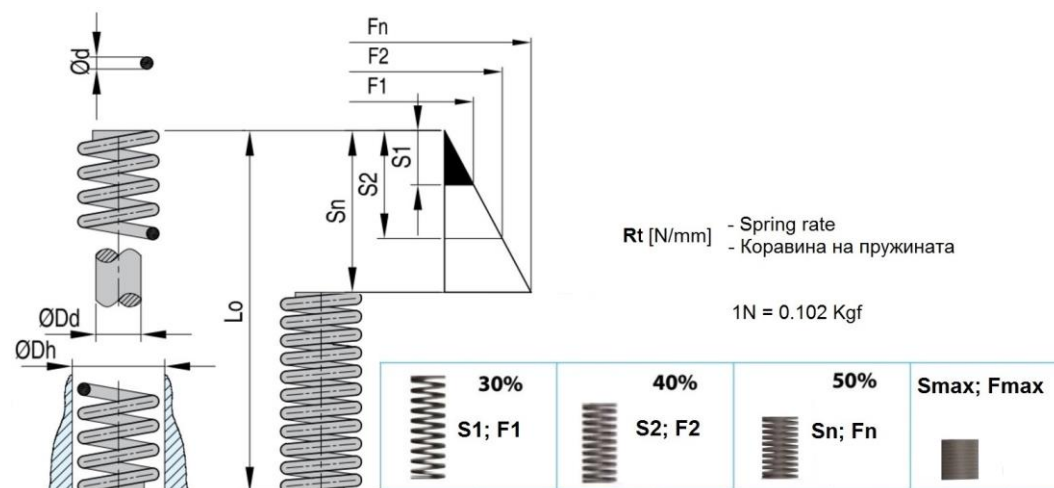 Fn
F2
F1
Ød
S1
S2
Sn
Lo
Rt [N/mm] - Spring rate
- Коравина на пружината
1N = 0.102 Kgf
ØDd
ØDh
30%
S1; F1
40%
S2; F2
50%
Sn; Fn
Smax; Fmax